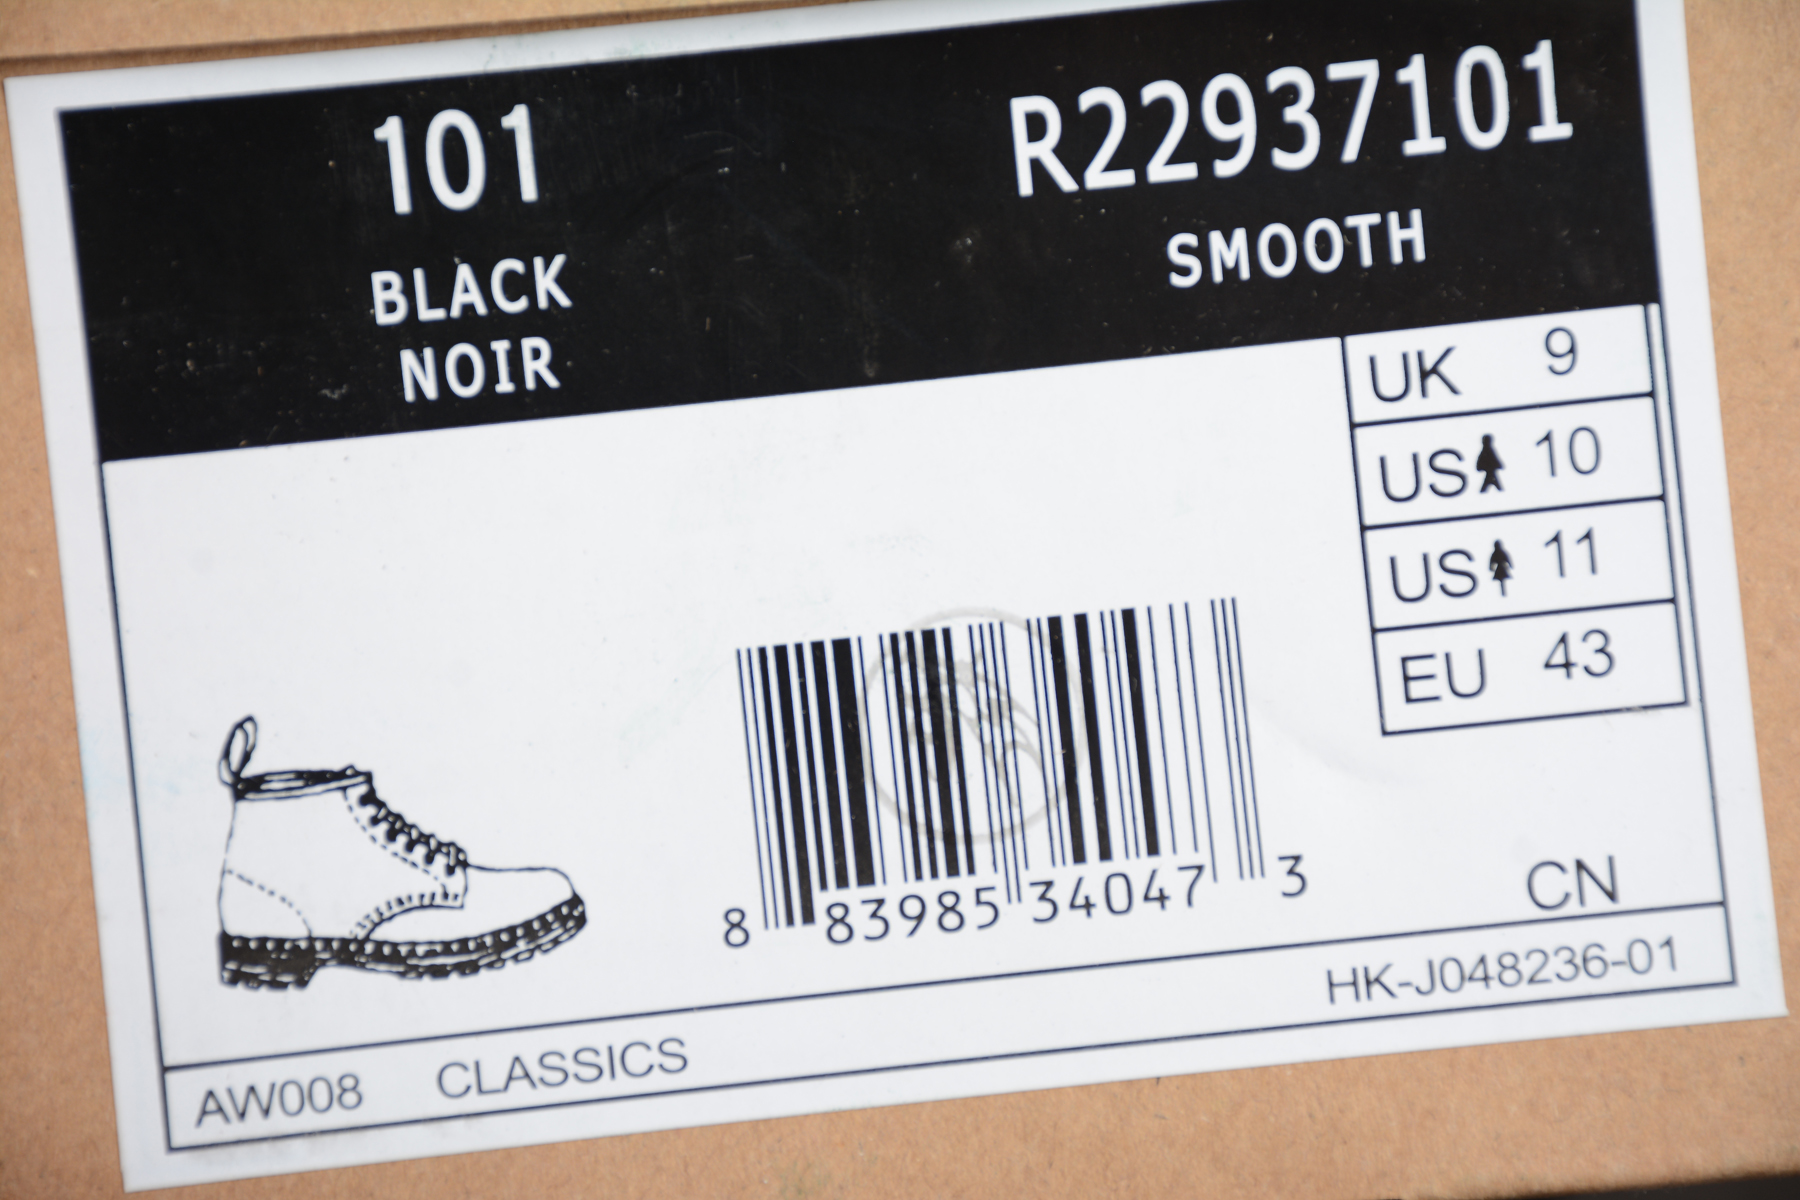 101
R22937101
BLACK
SMOOTH
NOIR
UK 9
US 10
US 11
EU 43
8 83985 34047 3
CN
HK-J048236-01
AW008 CLASSICS